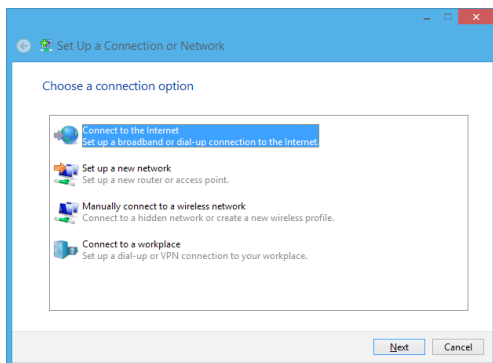 Set Up a Connection or Network
Choose a connection option
Connect to the Internet
Set up a broadband or dial-up connection to the Internet.
Set up a new network
Set up a new router or access point.
Manually connect to a wireless network
Connect to a hidden network or create a new wireless profile.
Connect to a workplace
Set up a dial-up or VPN connection to your workplace.
Next
Cancel